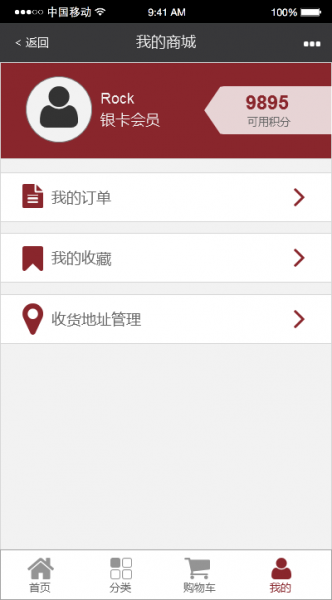 中国移动 9:41 AM 100%
< 返回 我的商城
Rock
银卡会员
9895
可用积分
我的订单
我的收藏
收货地址管理
首页 分类 购物车 我的